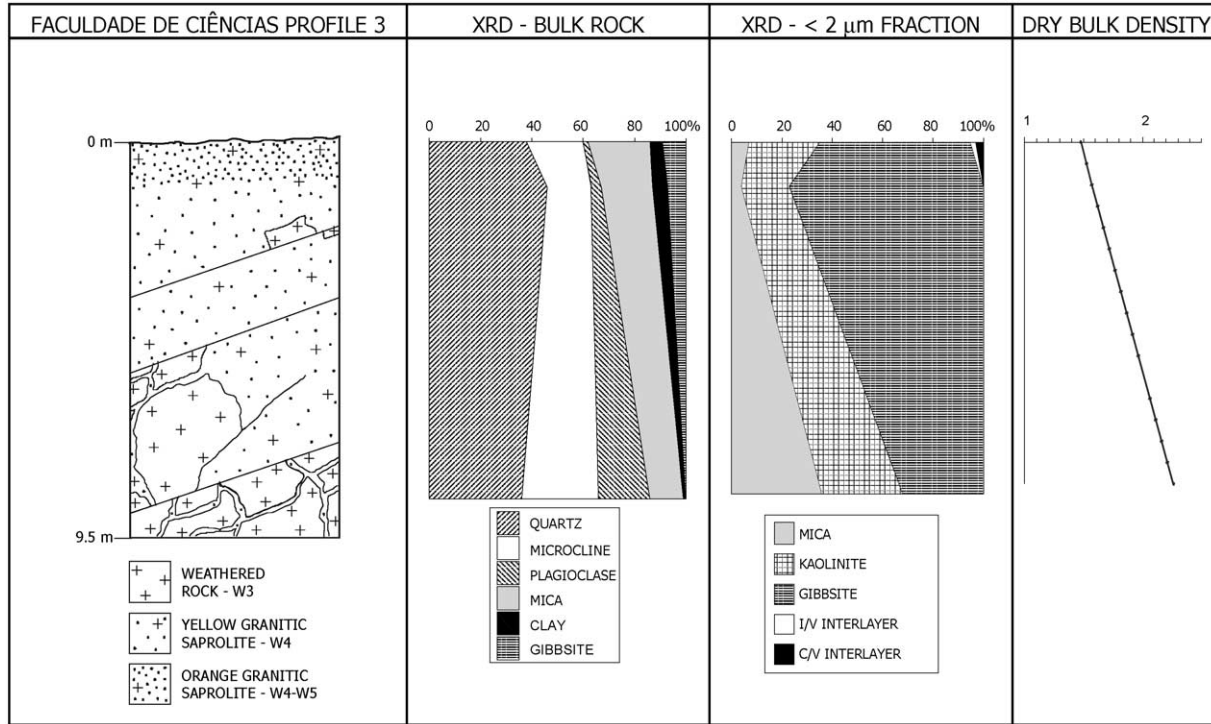 FACULDADE DE CIÊNCIAS PROFILE 3
XRD - BULK ROCK
XRD - < 2 μm FRACTION
DRY BULK DENSITY
0 m
9.5 m
WEATHERED
ROCK - W3
YELLOW GRANITIC
SAPROLITE - W4
ORANGE GRANITIC
SAPROLITE - W4-W5
0 20 40 60 80 100%
QUARTZ
MICROCLINE
PLAGIOCLASE
MICA
CLAY
GIBBSITE
0 20 40 60 80 100%
MICA
KAOLINITE
GIBBSITE
I/V INTERLAYER
C/V INTERLAYER
1 2